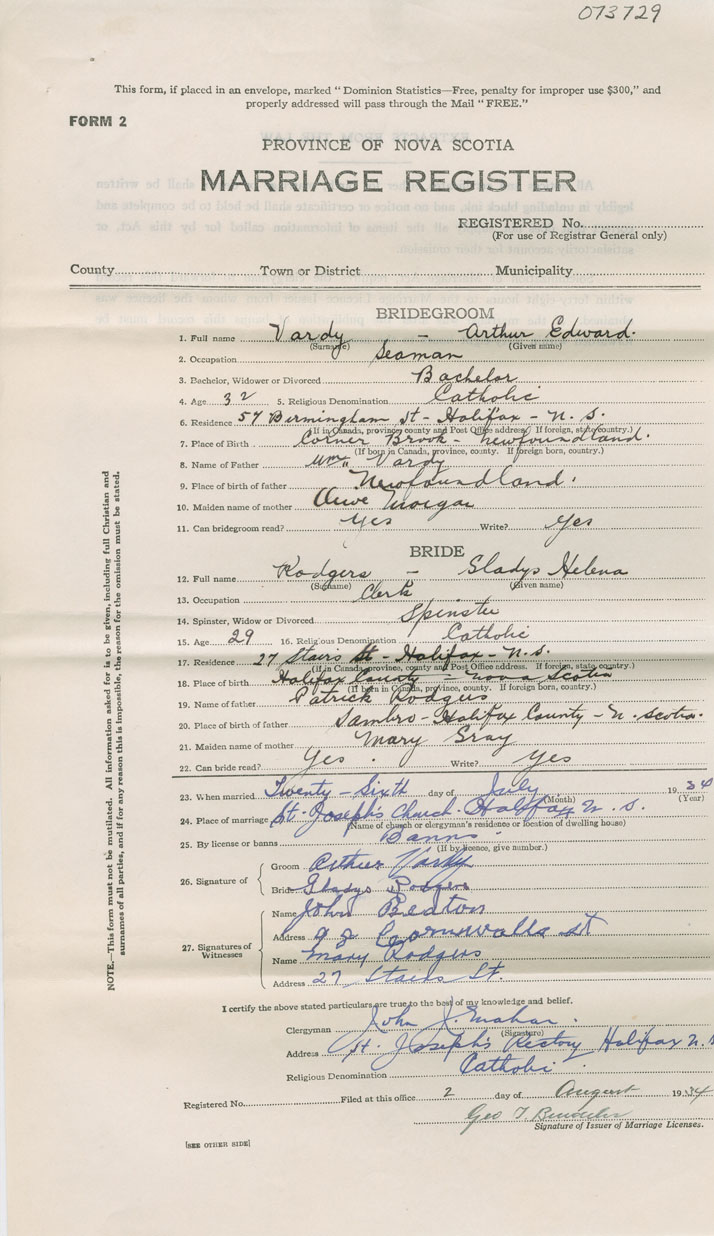 073729
This form, if placed in an envelope, marked "Dominion Statistics—Free, penalty for improper use $300," and
properly addressed will pass through the Mail "FREE."
FORM 2
PROVINCE OF NOVA SCOTIA
MARRIAGE REGISTER
REGISTERED No.
(For use of Registrar General only)
County Town or District Municipality
BRIDEGROOM
1. Full name Vardy - Arthur Edward.
(Surname) (Given name)
2. Occupation Seaman
3. Bachelor, Widower or Divorced Bachelor
4. Age 32 5. Religious Denomination Catholic
6. Residence 57 Birmingham St - Halifax - N. S.
(If in Canada, province, county and Post Office address. If foreign, state country.)
7. Place of Birth Corner Brook - Newfoundland.
(If born in Canada, province, county. If foreign born, country.)
8. Name of Father Wm. Vardy
9. Place of birth of father Newfoundland.
10. Maiden name of mother Olive Morgan
11. Can bridegroom read? Yes Write? Yes
BRIDE
12. Full name Rodgers - Gladys Helena
(Surname) (Given name)
13. Occupation Clerk
14. Spinster, Widow or Divorced Spinster
15. Age 29 16. Religious Denomination Catholic
17. Residence 27 Stairs St - Halifax - N.S.
(If in Canada, province, county and Post Office address. If foreign, state country.)
18. Place of birth Halifax County - Nova Scotia
(If born in Canada, province, county. If foreign born, country.)
19. Name of father Patrick Rodgers
20. Place of birth of father Sambro - Halifax County - N. Scotia.
21. Maiden name of mother Mary Gray
22. Can bride read? Yes. Write? Yes
23. When married Twenty-Sixth day of July 1934
(Month) (Year)
24. Place of marriage St. Joseph's Church Halifax N. S.
(Name of church or clergyman's residence or location of dwelling house)
25. By license or banns Banns.
(If by licence, give number.)
26. Signature of
Groom Arthur Vardy
Bride Gladys Rodgers
27. Signatures of Witnesses
Name John Beaton
Address 92 Cornwalls St
Name Mary Rodgers
Address 27 Stairs St.
I certify the above stated particulars are true to the best of my knowledge and belief.
Clergyman John J. Mahar.
(Signature)
Address St. Joseph's Rectory Halifax N.S
Religious Denomination Catholic.
Registered No. Filed at this office 2 day of August 1934
Geo T.
Signature of Issuer of Marriage Licenses.
[SEE OTHER SIDE]
NOTE.—This form must not be mutilated. All information asked for is to be given, including full Christian and
surnames of all parties, and if for any reason this is impossible, the reason for the omission must be stated.